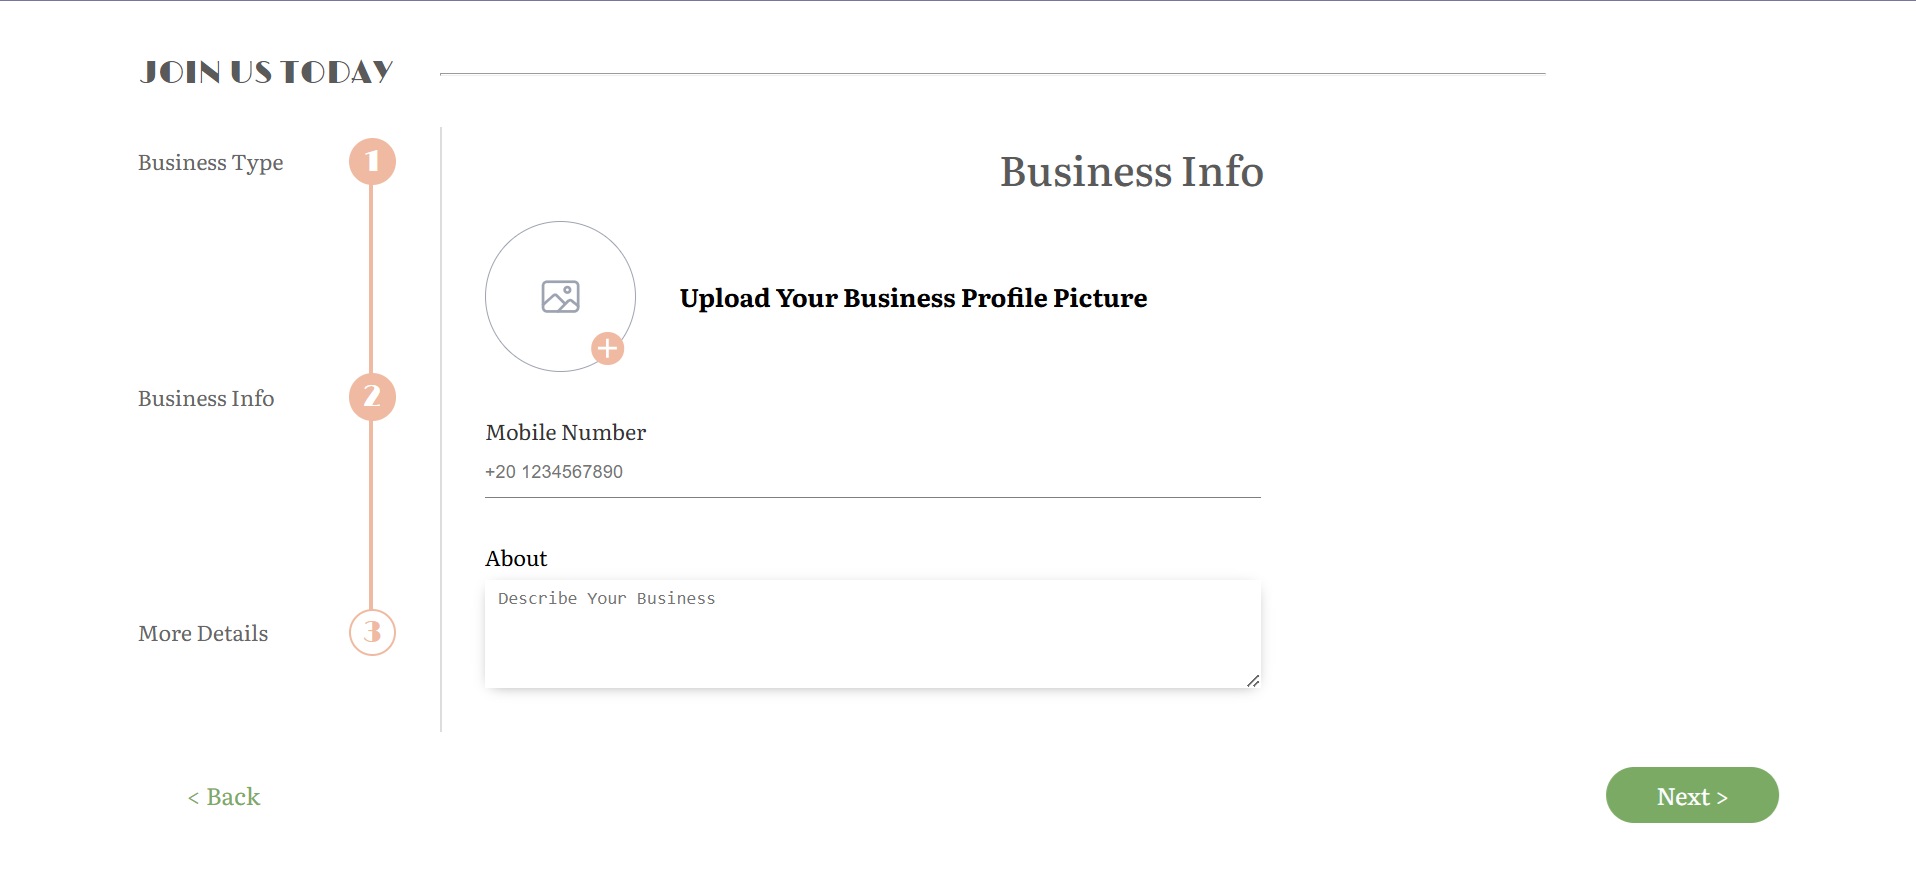 JOIN US TODAY
Business Type
1
Business Info
Upload Your Business Profile Picture
Business Info
2
Mobile Number
+20 1234567890
About
Describe Your Business
More Details
3
< Back
Next >